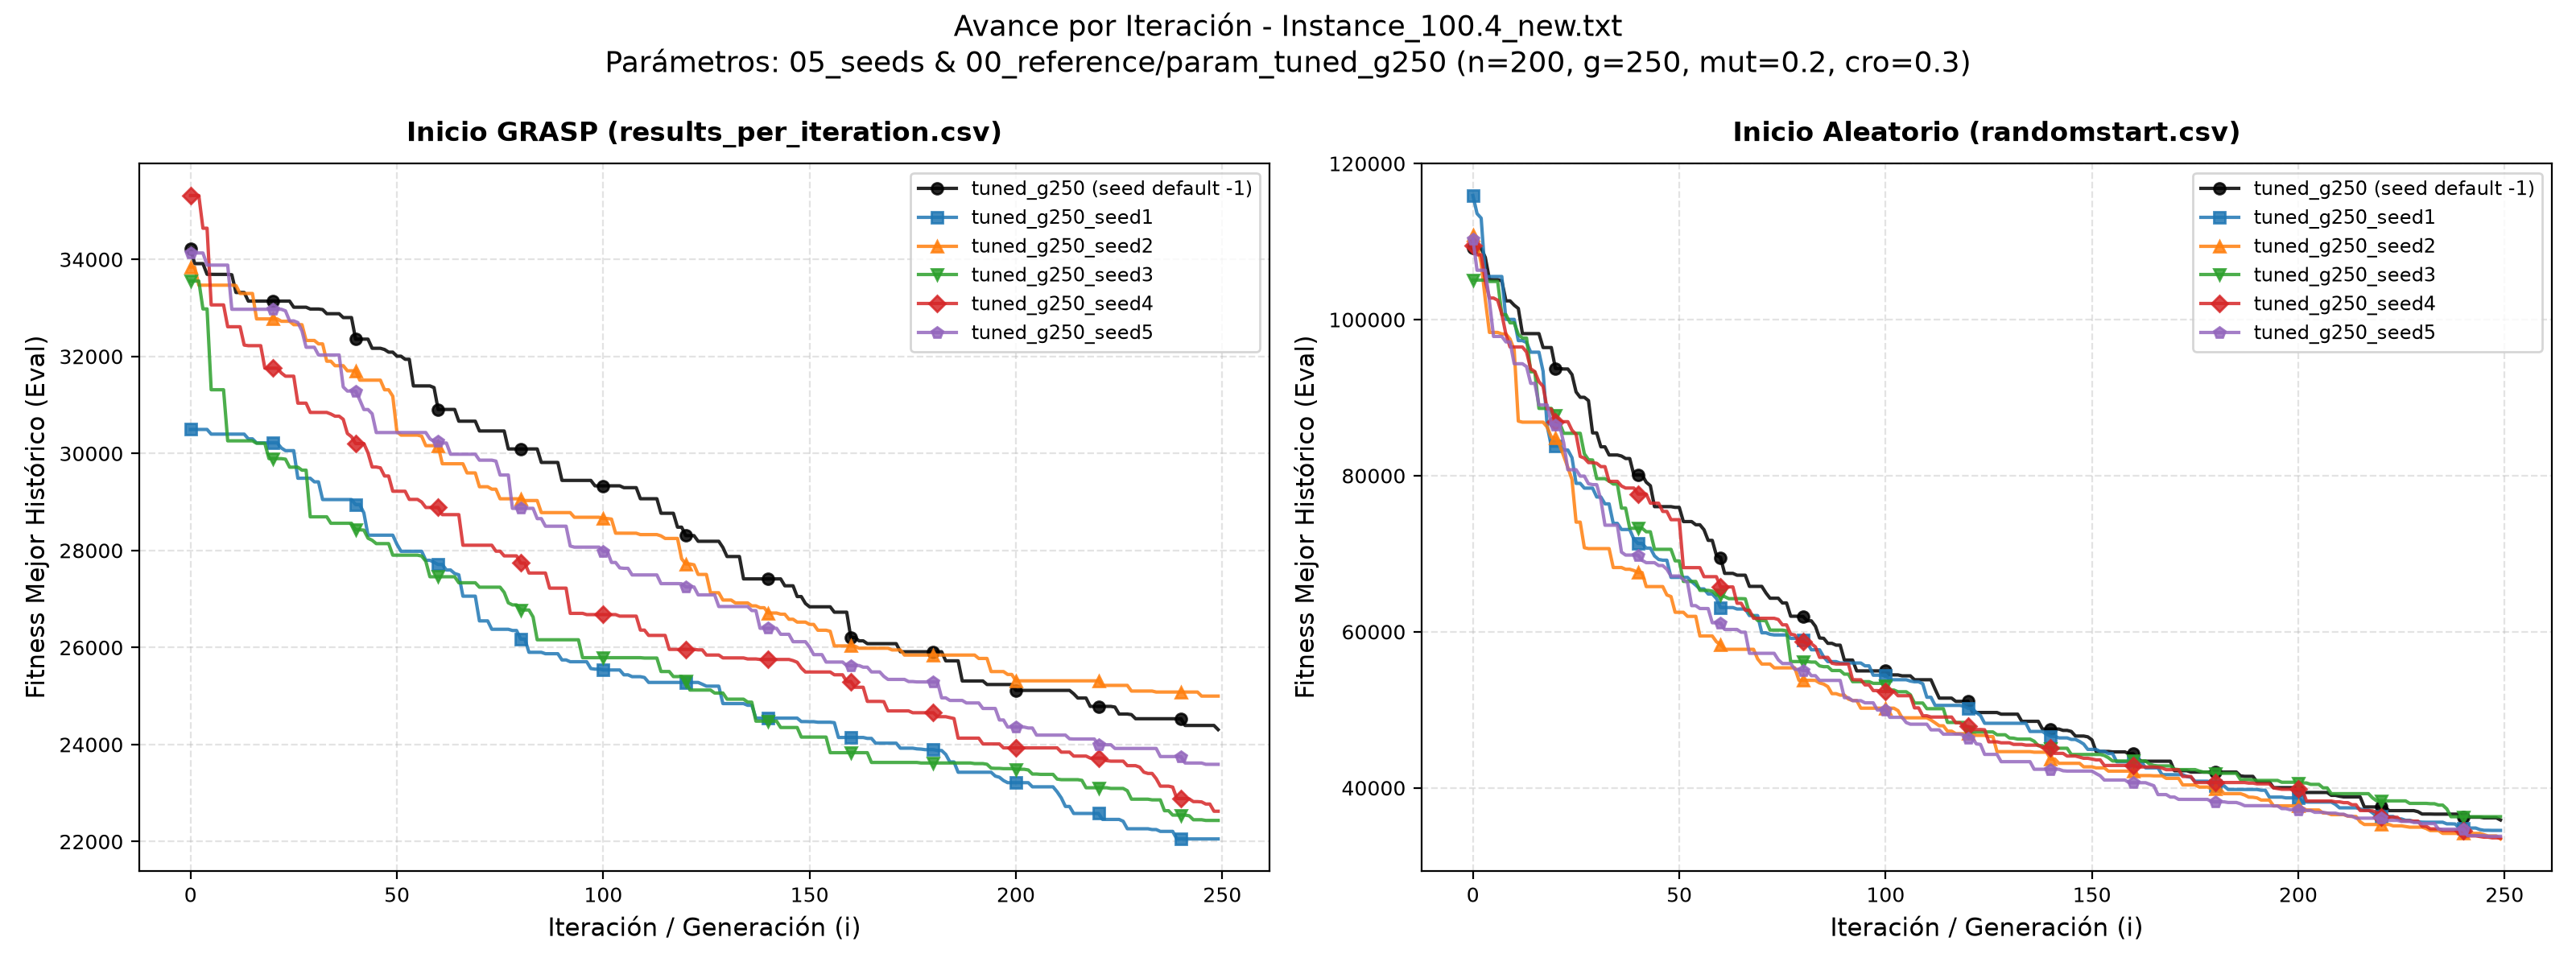 Avance por Iteración - Instance_100.4_new.txt
Parámetros: 05_seeds & 00_reference/param_tuned_g250 (n=200, g=250, mut=0.2, cro=0.3)
Inicio GRASP (results_per_iteration.csv)
Fitness Mejor Histórico (Eval)
34000
32000
30000
28000
26000
24000
22000
0
50
100
150
200
250
Iteración / Generación (i)
tuned_g250 (seed default -1)
tuned_g250_seed1
tuned_g250_seed2
tuned_g250_seed3
tuned_g250_seed4
tuned_g250_seed5
Inicio Aleatorio (randomstart.csv)
Fitness Mejor Histórico (Eval)
120000
100000
80000
60000
40000
0
50
100
150
200
250
Iteración / Generación (i)
tuned_g250 (seed default -1)
tuned_g250_seed1
tuned_g250_seed2
tuned_g250_seed3
tuned_g250_seed4
tuned_g250_seed5